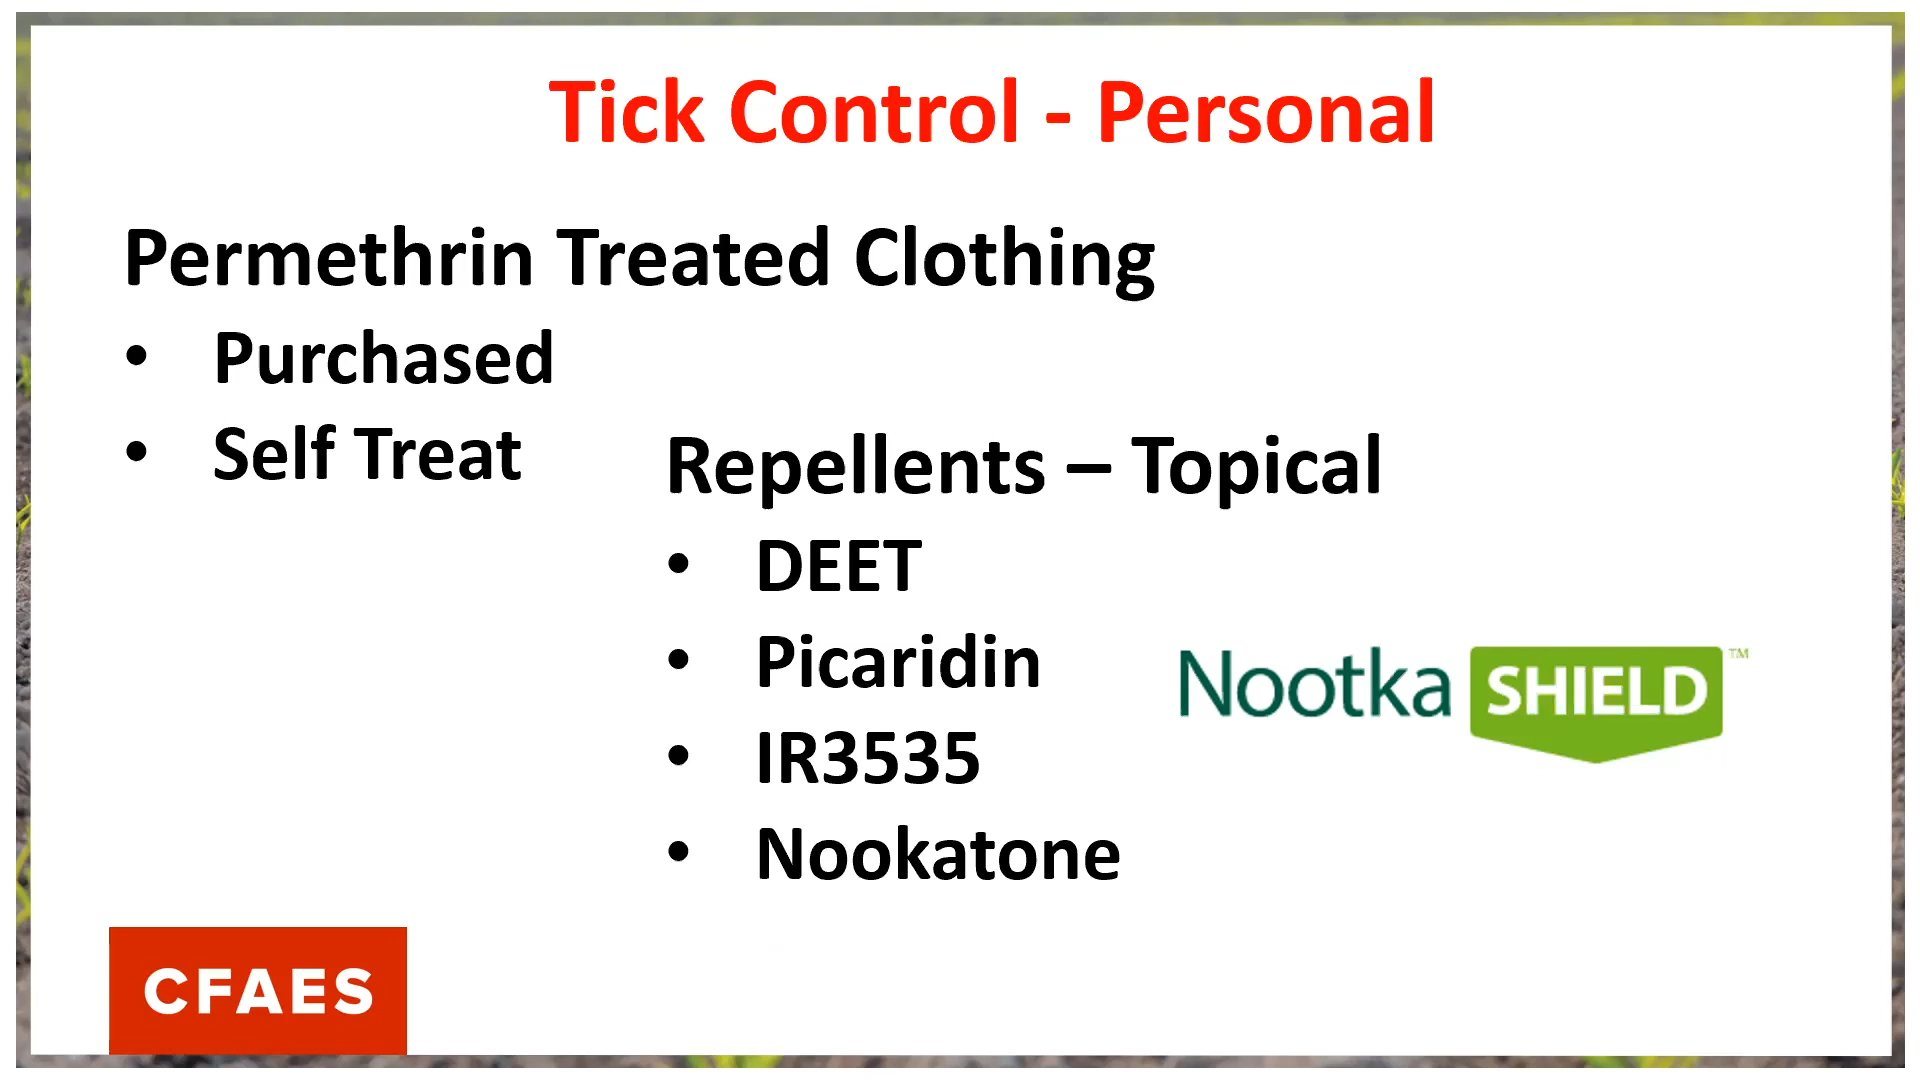 Tick Control - Personal
Permethrin Treated Clothing
• Purchased
• Self Treat
Repellents – Topical
• DEET
• Picaridin
• IR3535
• Nookatone
Nootka SHIELD™
CFAES